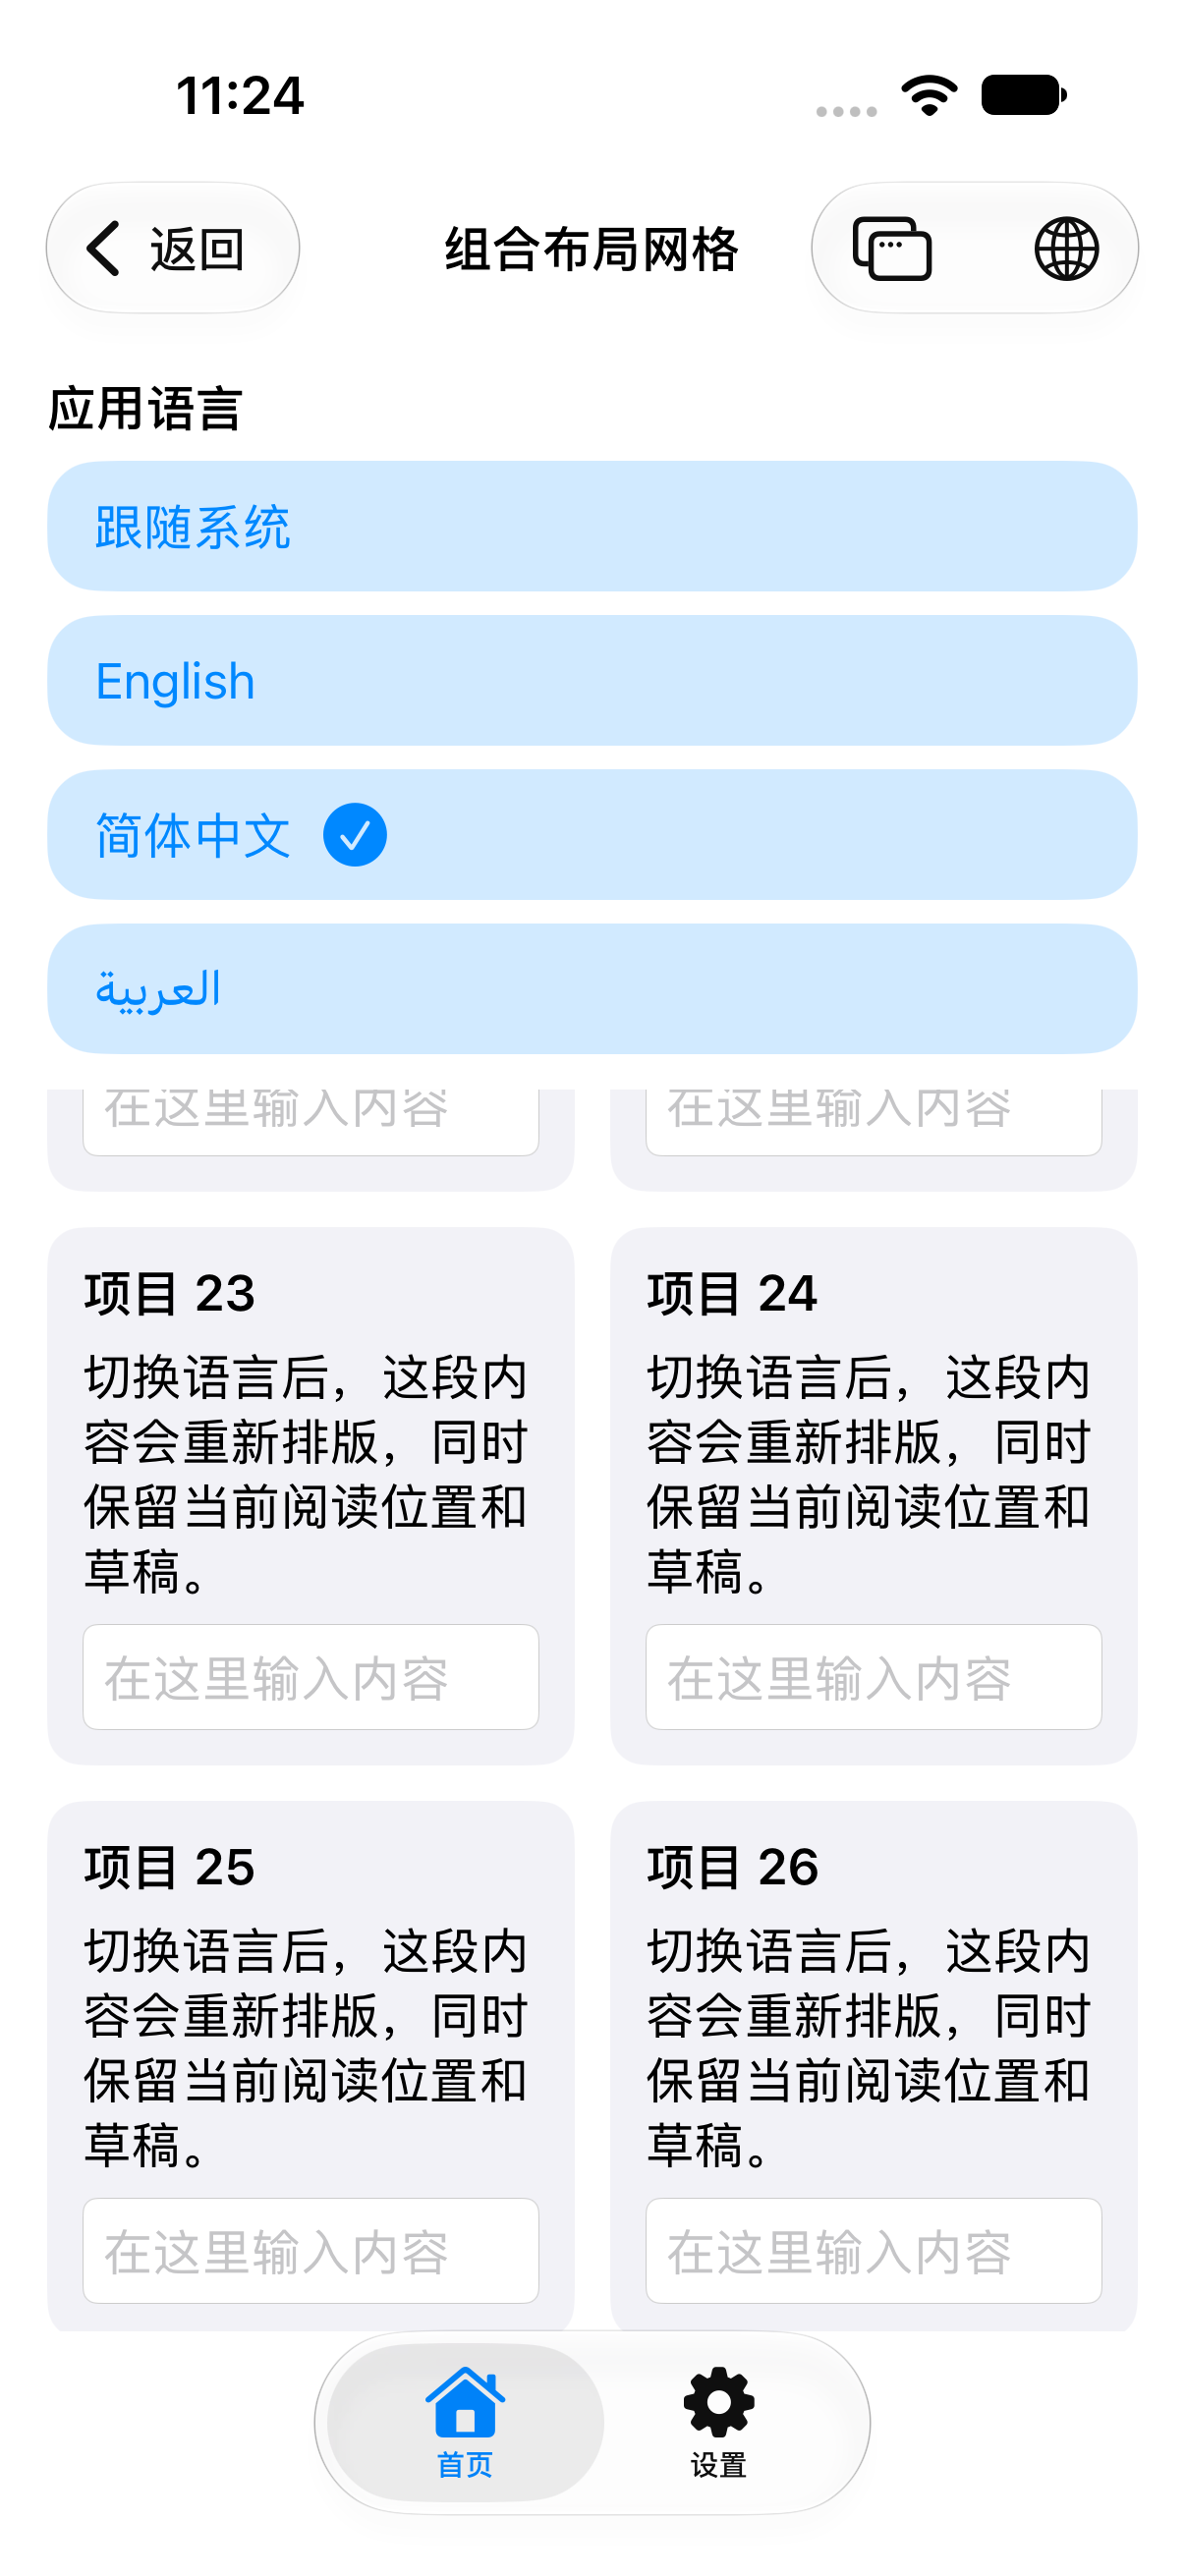 11:24
返回
组合布局网格
应用语言
跟随系统
English
简体中文
العربية
在这里输入内容
在这里输入内容
项目 23
切换语言后，这段内
容会重新排版，同时
保留当前阅读位置和
草稿。
在这里输入内容
项目 24
切换语言后，这段内
容会重新排版，同时
保留当前阅读位置和
草稿。
在这里输入内容
项目 25
切换语言后，这段内
容会重新排版，同时
保留当前阅读位置和
草稿。
在这里输入内容
项目 26
切换语言后，这段内
容会重新排版，同时
保留当前阅读位置和
草稿。
在这里输入内容
首页
设置